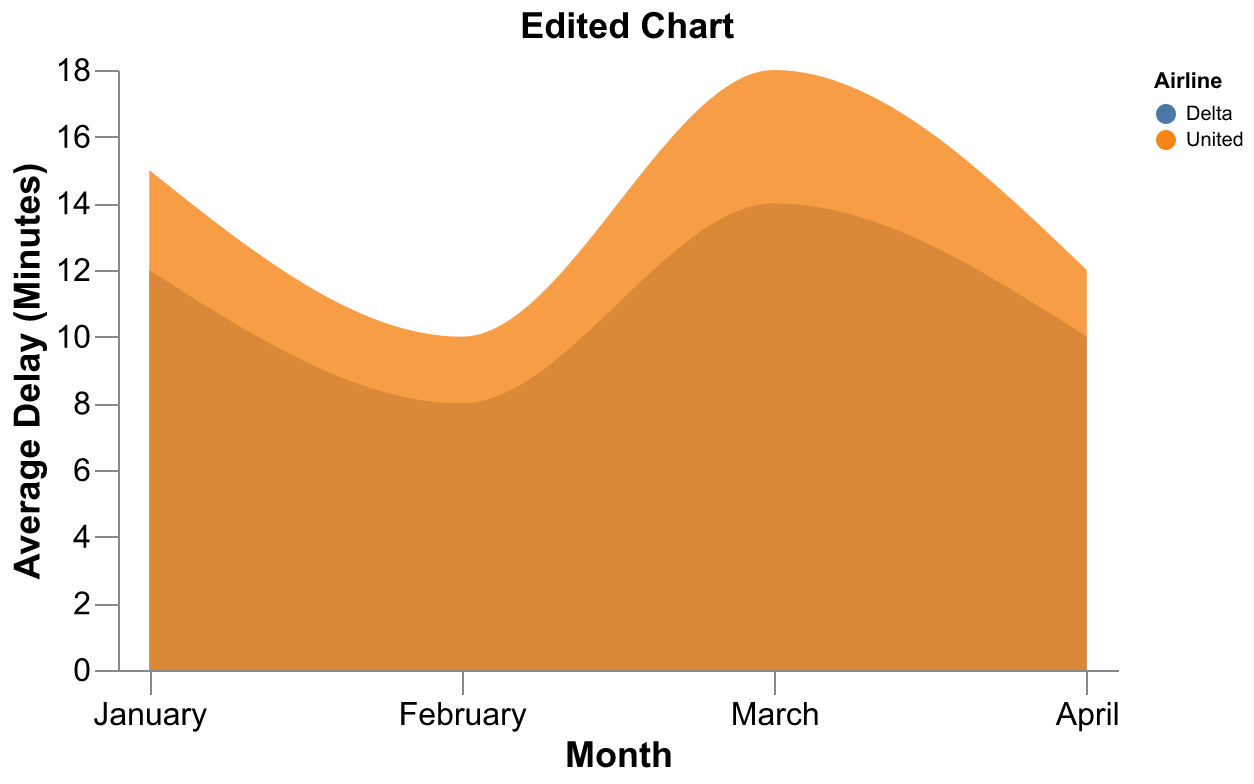 Edited Chart
Average Delay (Minutes)
18
16
14
12
10
8
6
4
2
0
January February March April
Month
Airline
Delta
United